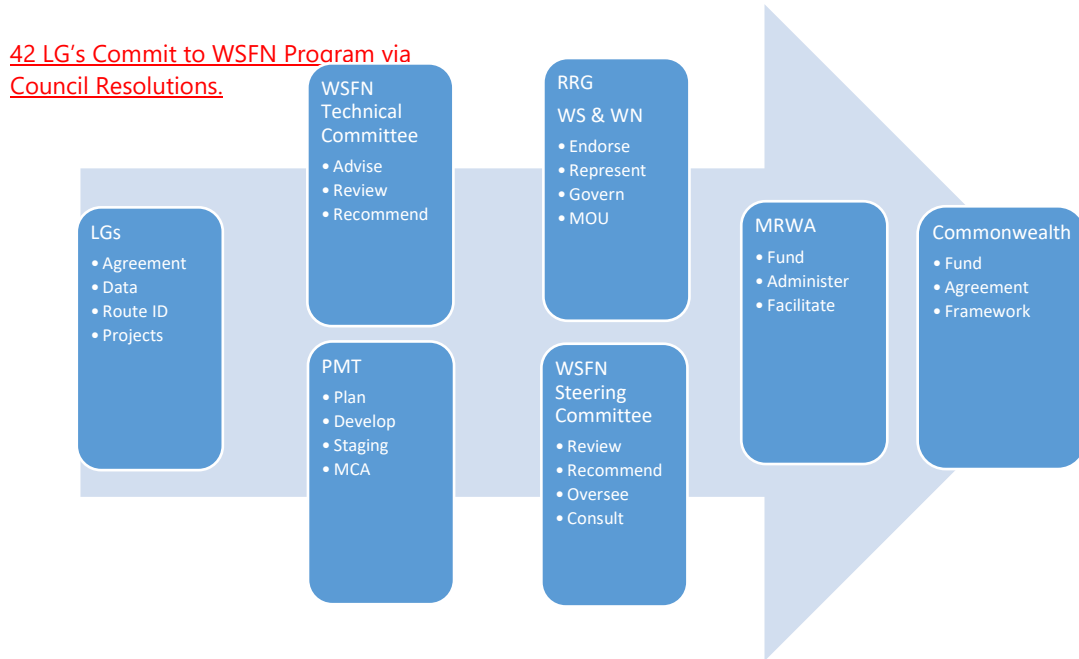 42 LG's Commit to WSFN Program via
Council Resolutions.
LGs
• Agreement
• Data
• Route ID
• Projects
WSFN
Technical
Committee
• Advise
• Review
• Recommend
PMT
• Plan
• Develop
• Staging
• MCA
RRG
WS & WN
• Endorse
• Represent
• Govern
• MOU
WSFN
Steering
Committee
• Review
• Recommend
• Oversee
• Consult
MRWA
• Fund
• Administer
• Facilitate
Commonwealth
• Fund
• Agreement
• Framework